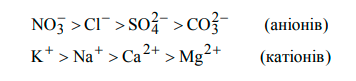 NO₃⁻ > Cl⁻ > SO₄²⁻ > CO₃²⁻ (аніонів)
K⁺ > Na⁺ > Ca²⁺ > Mg²⁺ (катіонів)